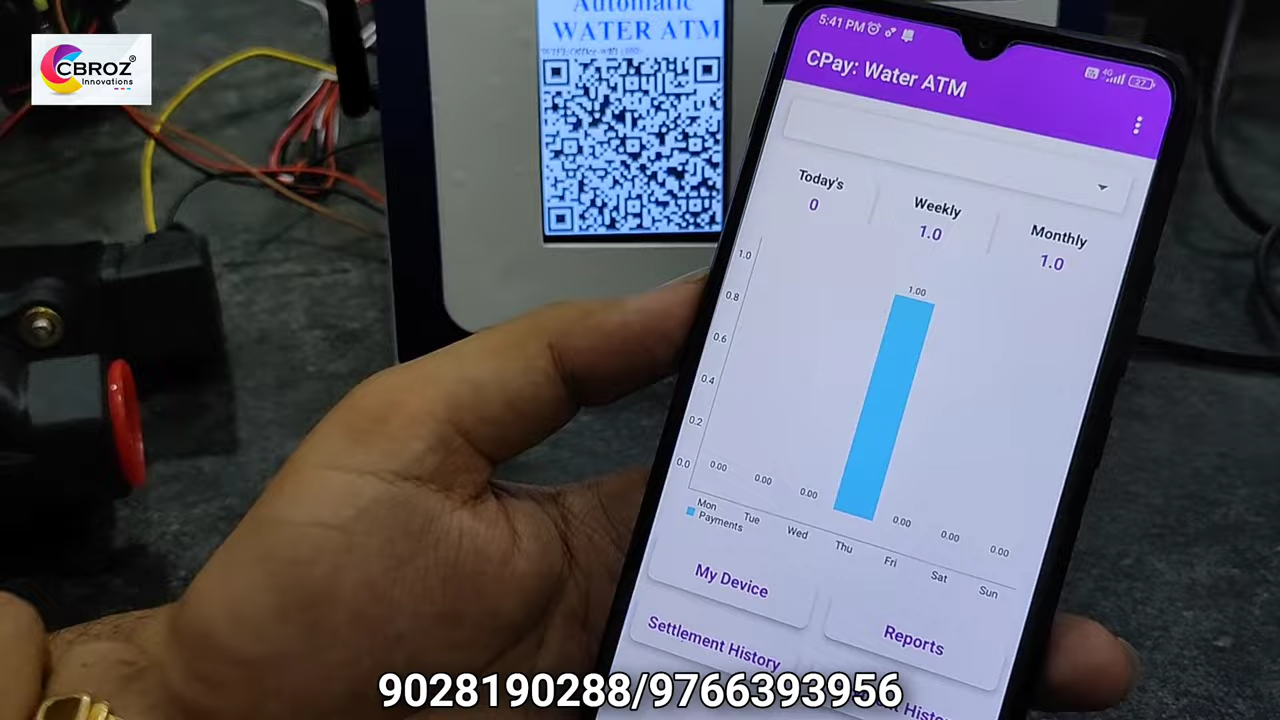 CBROZ®
Innovations
Automatic
WATER ATM
5:41 PM
4G
27
CPay: Water ATM
Today's
0
Weekly
1.0
Monthly
1.0
1.0
0.8
0.6
0.4
0.2
0.0
0.00
0.00
0.00
1.00
0.00
0.00
0.00
Mon
Tue
Wed
Thu
Fri
Sat
Sun
Payments
My Device
Reports
Settlement History
9028190288/9766393956